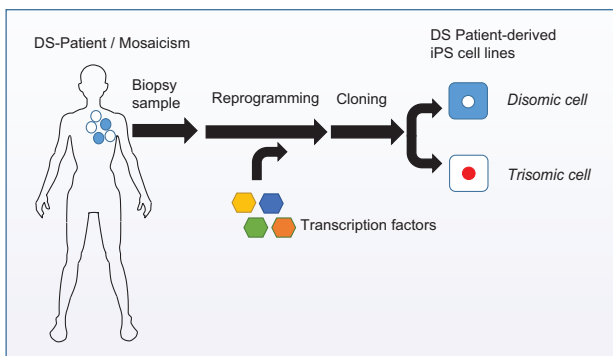 DS-Patient / Mosaicism
DS Patient-derived
iPS cell lines
Biopsy
sample
Reprogramming
Cloning
Disomic cell
Trisomic cell
Transcription factors